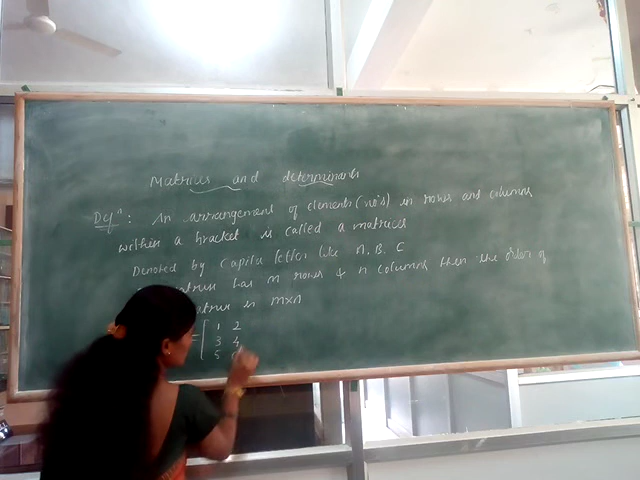 Matrices and determinants
Defⁿ: An arrangement of elements (no's) in rows and columns
within a bracket is called a matrices
Denoted by capital letter like A, B, C
matrix has m rows & n columns then the order of
matrix is m×n
= [ 1 2
3 4
5